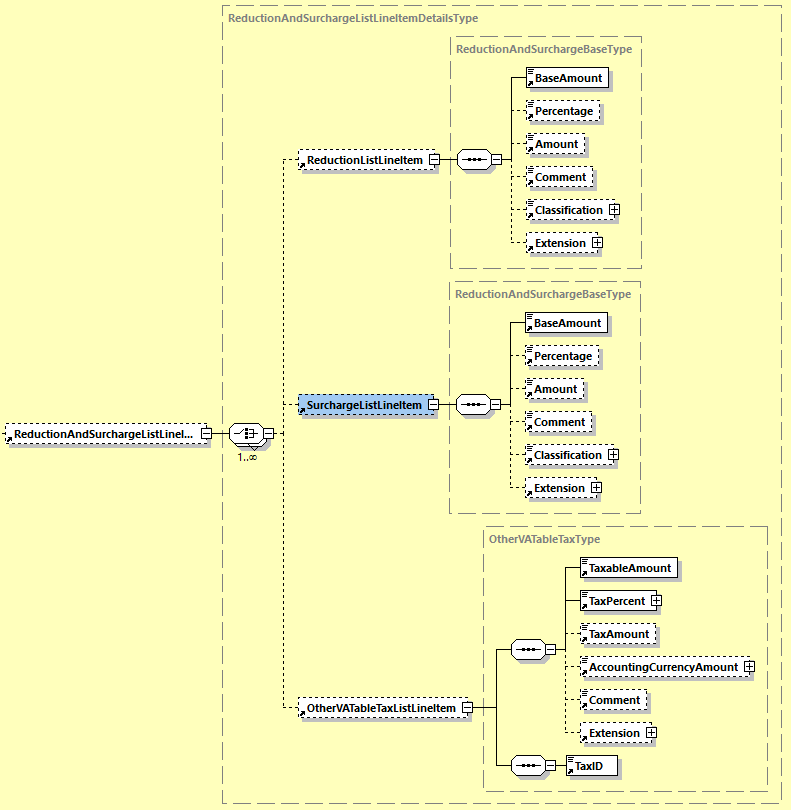 ReductionAndSurchargeListLineItemDetailsType
ReductionAndSurchargeBaseType
BaseAmount
Percentage
Amount
ReductionListLineItem
Comment
Classification
Extension
ReductionAndSurchargeBaseType
BaseAmount
Percentage
Amount
SurchargeListLineItem
Comment
ReductionAndSurchargeListLineI...
1..∞
Classification
Extension
OtherVATableTaxType
TaxableAmount
TaxPercent
TaxAmount
AccountingCurrencyAmount
Comment
OtherVATableTaxListLineItem
Extension
TaxID